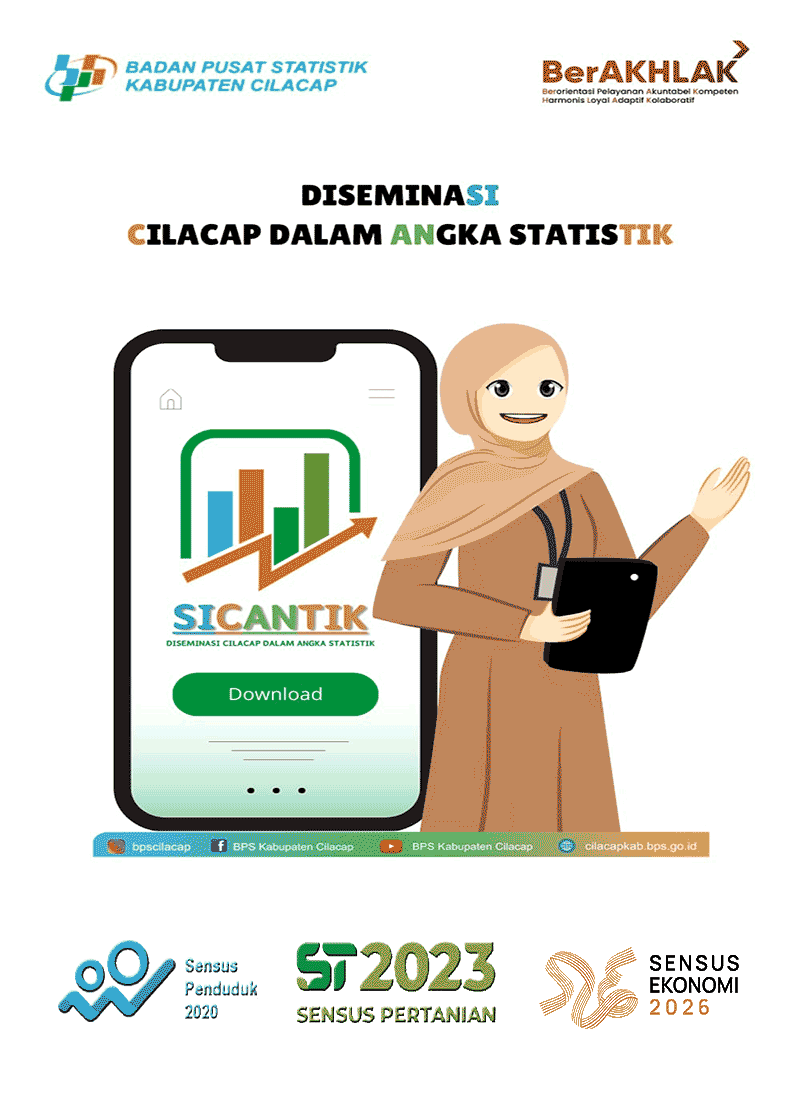 BADAN PUSAT STATISTIK
KABUPATEN CILACAP
BerAKHLAK
Berorientasi Pelayanan Akuntabel Kompeten
Harmonis Loyal Adaptif Kolaboratif
DISEMINASI
CILACAP DALAM ANGKA STATISTIK
SICANTIK
DISEMINASI CILACAP DALAM ANGKA STATISTIK
Download
bpscilacap BPS Kabupaten Cilacap BPS Kabupaten Cilacap cilacapkab.bps.go.id
Sensus
Penduduk
2020
ST2023
SENSUS PERTANIAN
SENSUS
EKONOMI
2026